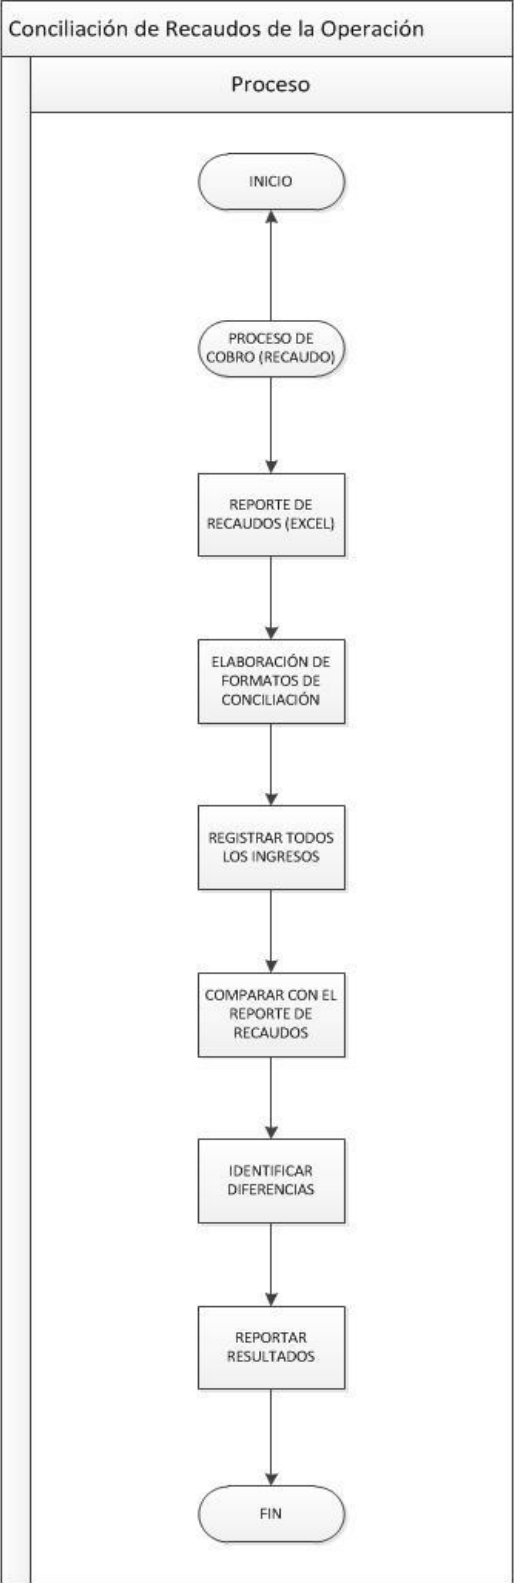 Conciliación de Recaudos de la Operación
Proceso
INICIO
PROCESO DE
COBRO (RECAUDO)
REPORTE DE
RECAUDOS (EXCEL)
ELABORACIÓN DE
FORMATOS DE
CONCILIACIÓN
REGISTRAR TODOS
LOS INGRESOS
COMPARAR CON EL
REPORTE DE
RECAUDOS
IDENTIFICAR
DIFERENCIAS
REPORTAR
RESULTADOS
FIN